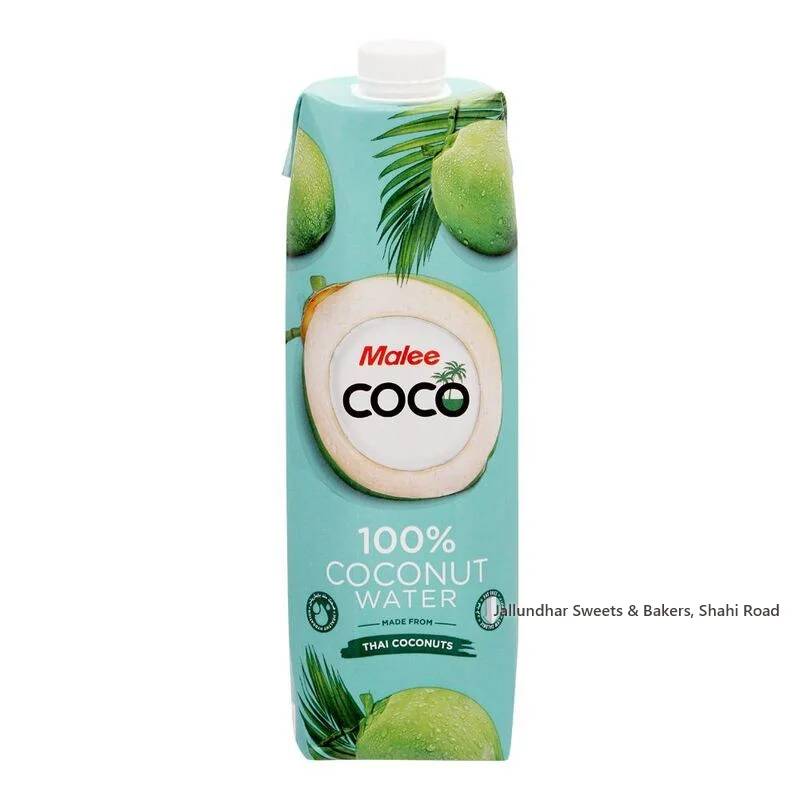 Malee
COCO
100%
COCONUT
WATER
MADE FROM
THAI COCONUTS
Jallundhar Sweets & Bakers, Shahi Road